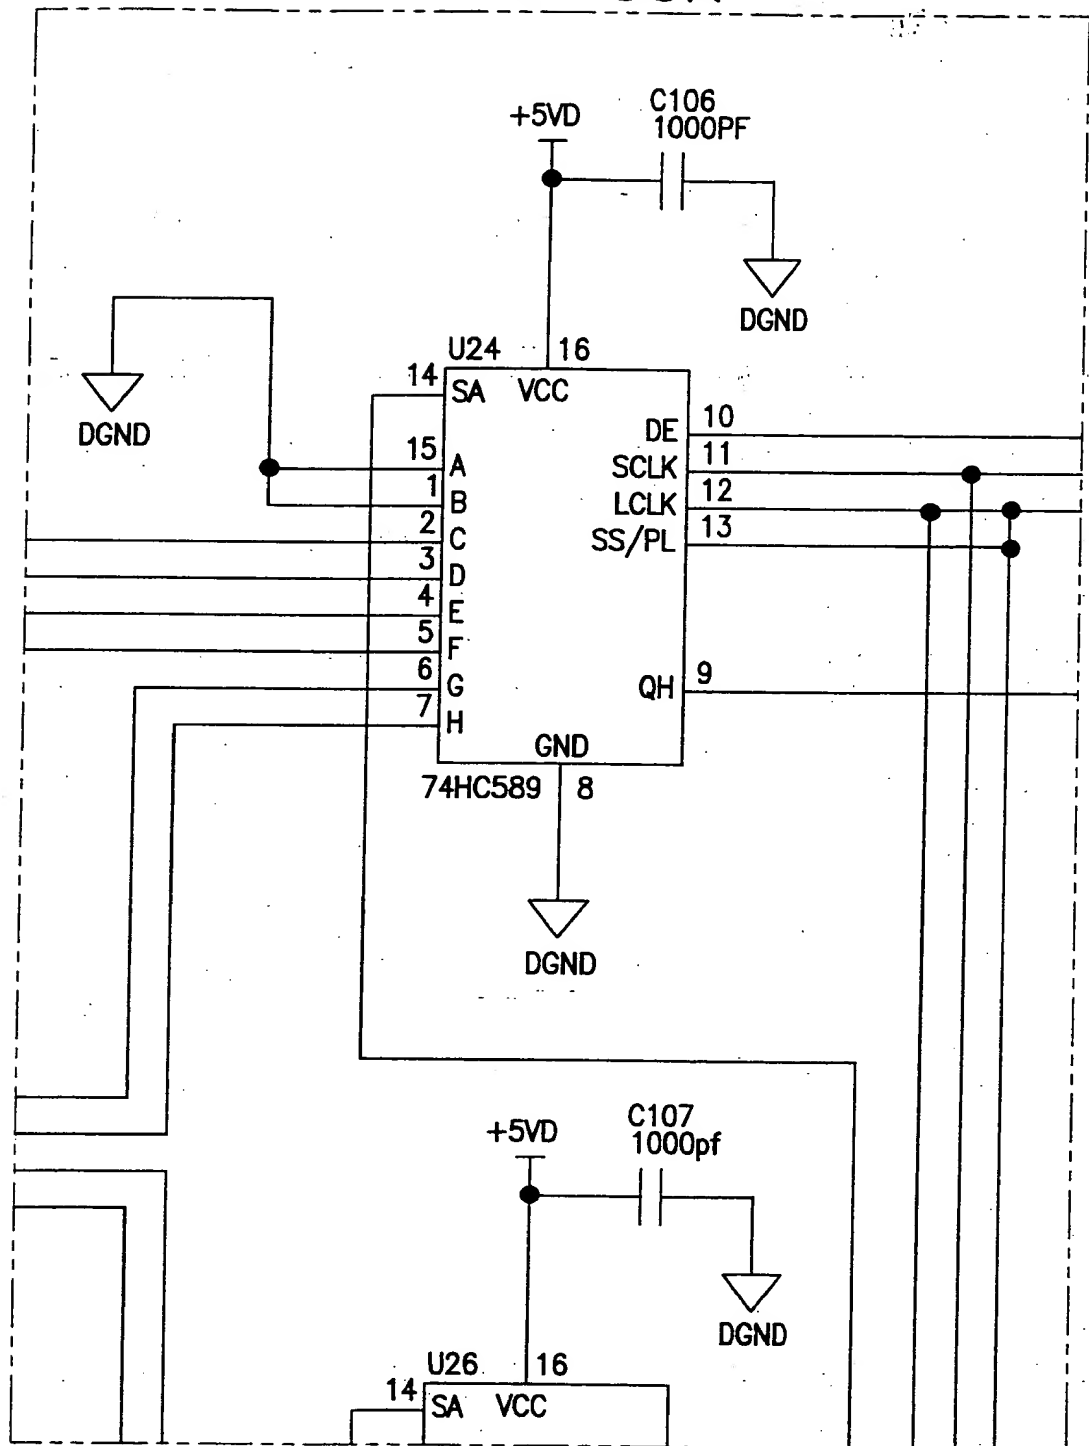 +5VD
C106
1000PF
DGND
DGND
U24 16
14 SA VCC
DE 10
15 A
SCLK 11
1 B
LCLK 12
2 C
SS/PL 13
3 D
4 E
5 F
6 G
QH 9
7 H
GND
74HC589 8
DGND
+5VD
C107
1000pf
DGND
U26 16
14 SA VCC